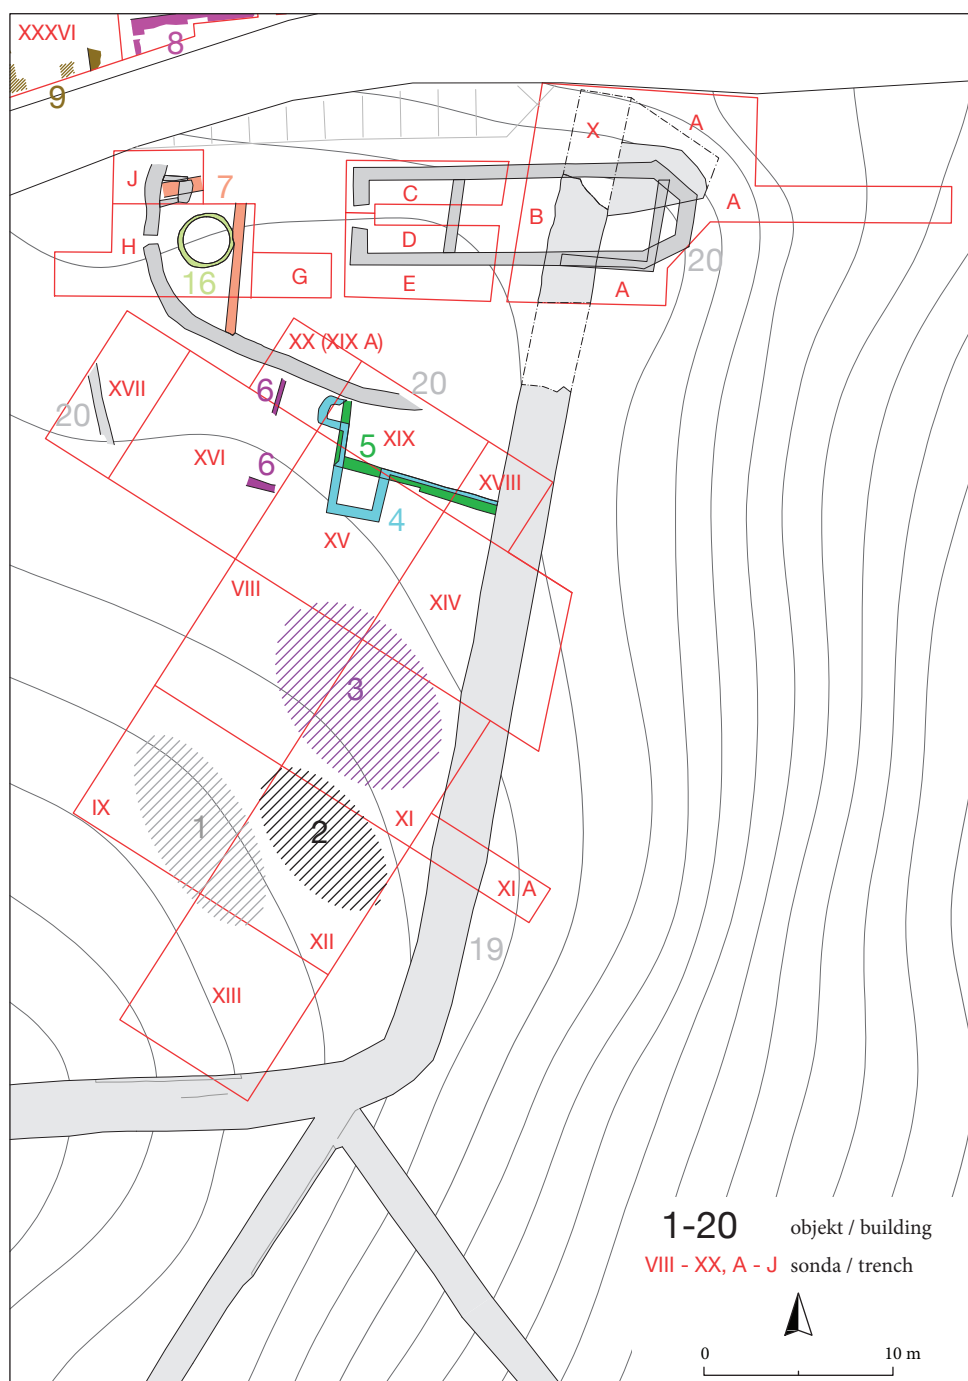 XXXVI
8
9
X
A
J
7
C
A
B
H
D
20
16
G
E
A
XX (XIX A)
XVII
6
20
20
XIX
5
XVI
6
XVIII
4
XV
VIII
XIV
3
IX
1
2
XI
XI A
XII
19
XIII
1-20 objekt / building
VIII - XX, A - J sonda / trench
0 10 m